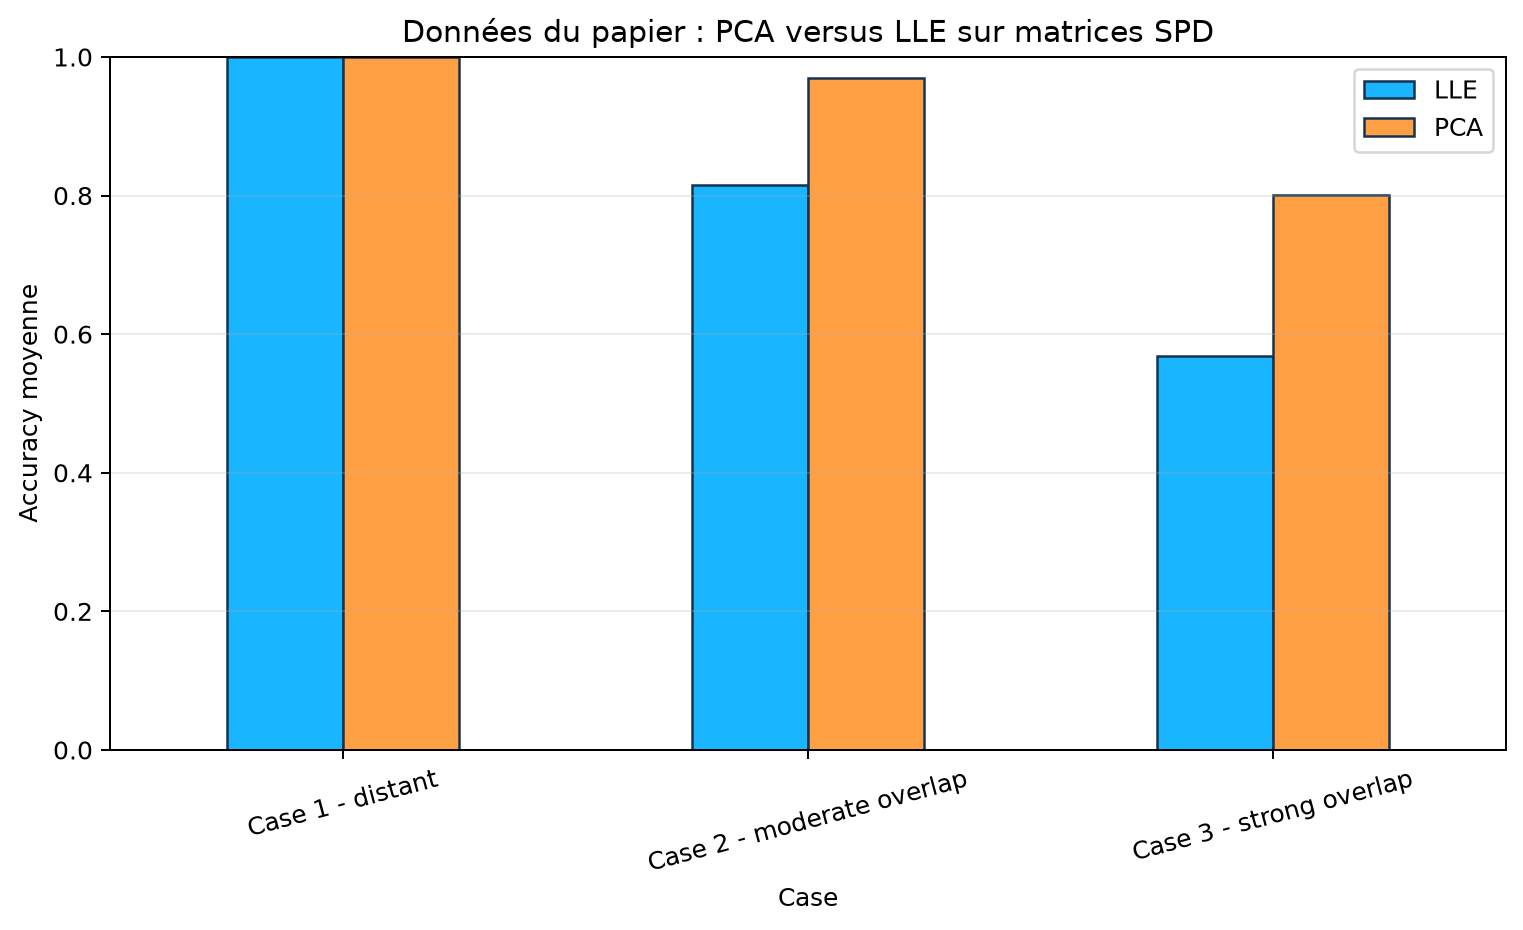 Données du papier : PCA versus LLE sur matrices SPD
LLE
PCA
Accuracy moyenne
1.0
0.8
0.6
0.4
0.2
0.0
Case 1 - distant
Case 2 - moderate overlap
Case 3 - strong overlap
Case